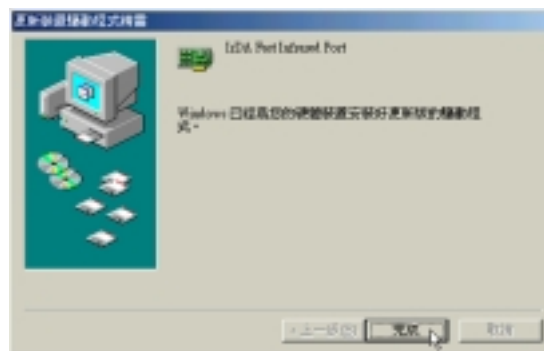 更新裝置驅動程式精靈
IrDA Port Infrared Port
Windows 已經為您的硬體裝置安裝好更新版的驅動程
式。
< 上一步(B)
完成
取消